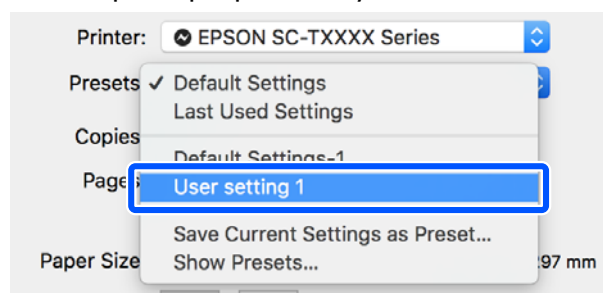 Printer: EPSON SC-TXXXX Series
Presets ✓ Default Settings
Last Used Settings
Copies
Default Settings-1
Pages
User setting 1
Save Current Settings as Preset...
Paper Size 97 mm
Show Presets...